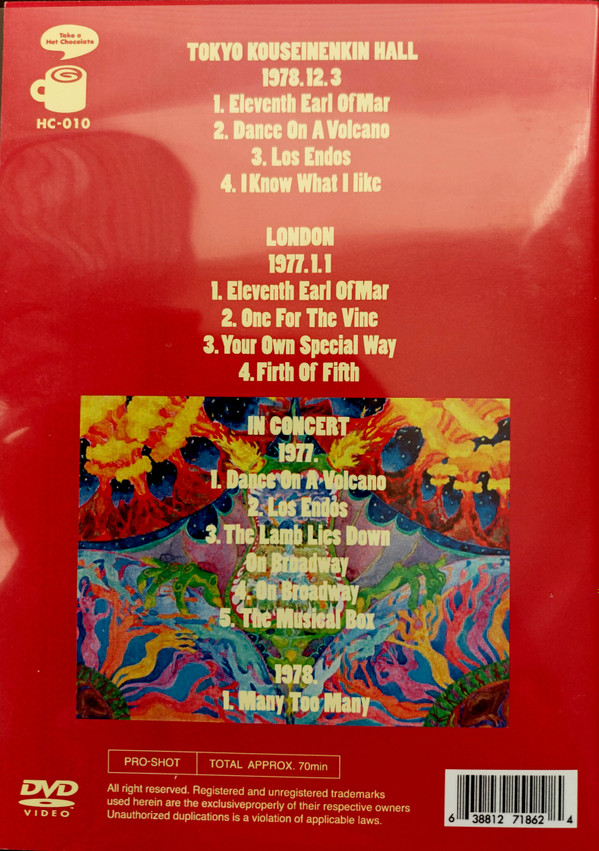 Take a
Hot Chocolate
HC-010
TOKYO KOUSEINENKIN HALL
1978.12.3
1. Eleventh Earl Of Mar
2. Dance On A Volcano
3. Los Endos
4. I Know What I like
LONDON
1977.1.1
1. Eleventh Earl Of Mar
2. One For The Vine
3. Your Own Special Way
4. Firth Of Fifth
IN CONCERT
1977.
1. Dance On A Volcano
2. Los Endos
3. The Lamb Lies Down
On Broadway
4. On Broadway
5. The Musical Box
1978.
1. Many Too Many
PRO-SHOT
TOTAL APPROX. 70min
All right reserved. Registered and unregistered trademarks
used herein are the exclusiveproperly of their respective owners
Unauthorized duplications is a violation of applicable laws.
DVD
VIDEO
6 38812 71862 4